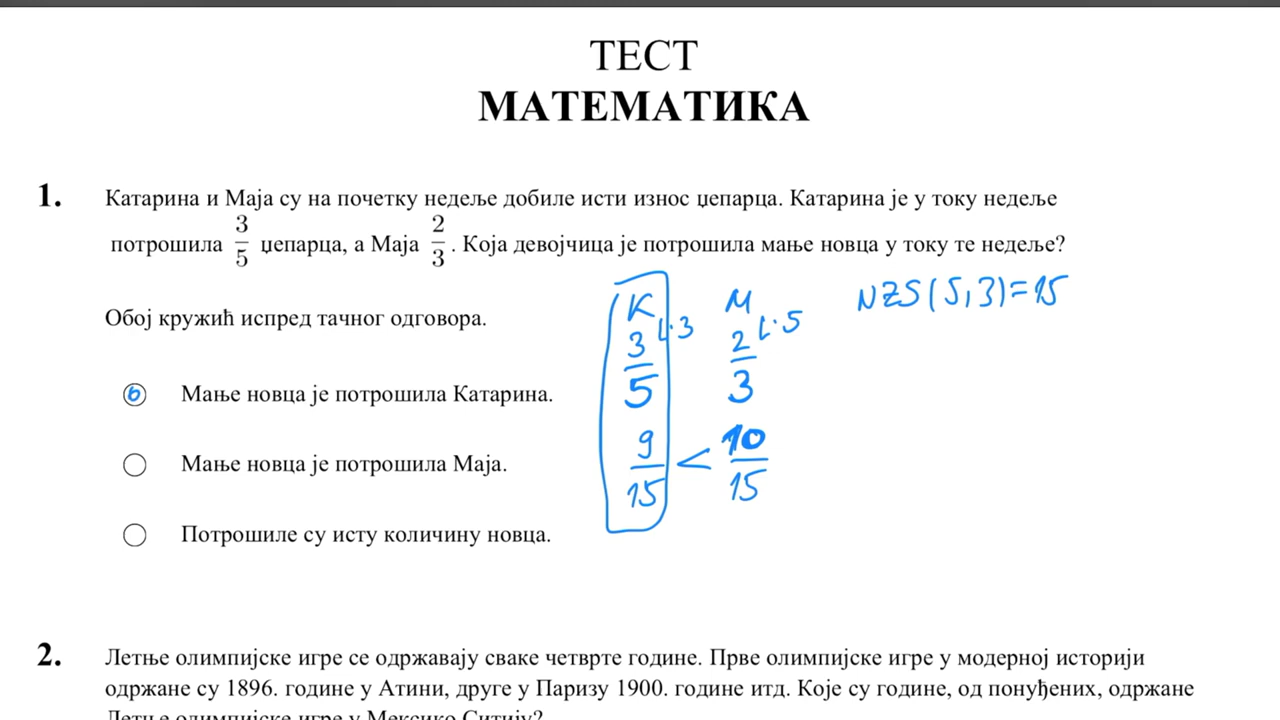 ТЕСТ
МАТЕМАТИКА
1. Катарина и Маја су на почетку недеље добиле исти износ џепарца. Катарина је у току недеље
потрошила 3/5 џепарца, а Маја 2/3. Која девојчица је потрошила мање новца у току те недеље?
Обој кружић испред тачног одговора.
K M NZS(5,3)=15
3/5 L·3 2/3 L·5
Мање новца је потрошила Катарина.
9/15 < 10/15
Мање новца је потрошила Маја.
Потрошиле су исту количину новца.
2. Летње олимпијске игре се одржавају сваке четврте године. Прве олимпијске игре у модерној историји
одржане су 1896. године у Атини, друге у Паризу 1900. године итд. Које су године, од понуђених, одржане
Летње олимпијске игре у Мексико Ситију?